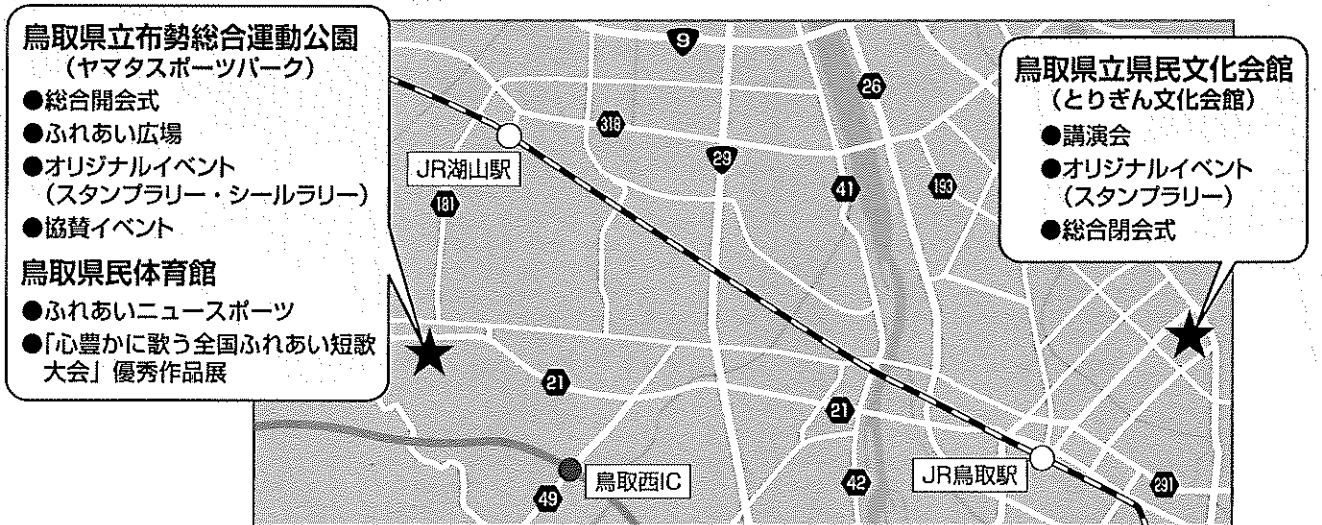 鳥取県立布勢総合運動公園
(ヤマタスポーツパーク)
●総合開会式
●ふれあい広場
●オリジナルイベント
(スタンプラリー・シールラリー)
●協賛イベント
鳥取県民体育館
●ふれあいニュースポーツ
●「心豊かに歌う全国ふれあい短歌
大会」優秀作品展
鳥取県立県民文化会館
(とりぎん文化会館)
●講演会
●オリジナルイベント
(スタンプラリー)
●総合閉会式
9
26
318
JR湖山駅
29
181
41
193
21
21
鳥取西IC
49
42
JR鳥取駅
291